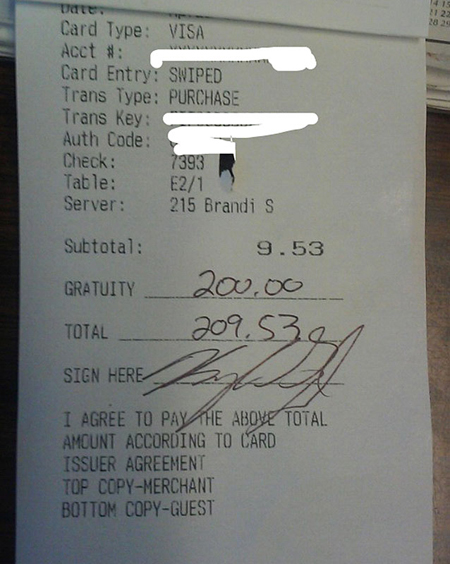 Date:
Card Type: VISA
Acct #:
Card Entry: SWIPED
Trans Type: PURCHASE
Trans Key:
Auth Code:
Check: 7393
Table: E2/1
Server: 215 Brandi S
Subtotal: 9.53
GRATUITY 200.00
TOTAL 209.53
SIGN HERE
I AGREE TO PAY THE ABOVE TOTAL
AMOUNT ACCORDING TO CARD
ISSUER AGREEMENT
TOP COPY-MERCHANT
BOTTOM COPY-GUEST